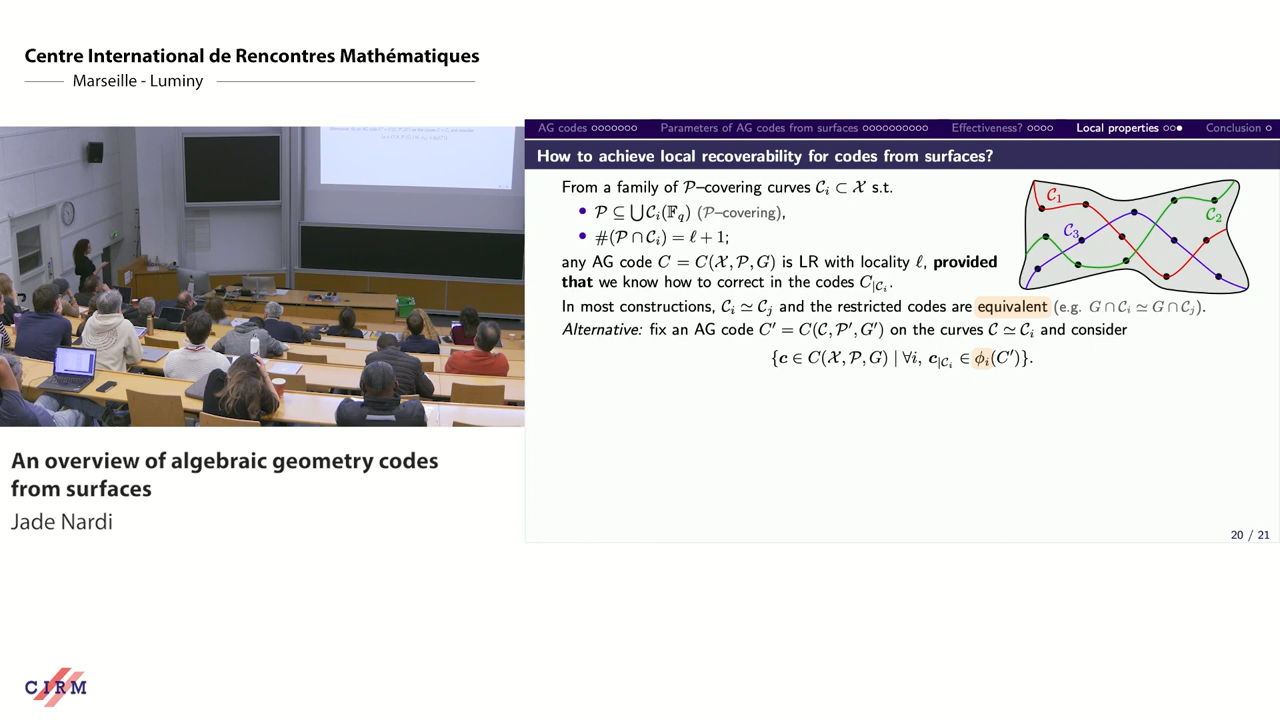 Centre International de Rencontres Mathématiques
Marseille - Luminy
AG codes ○○○○○○○ Parameters of AG codes from surfaces ○○○○○○○○○○ Effectiveness? ○○○○ Local properties ○○● Conclusion ○
How to achieve local recoverability for codes from surfaces?
From a family of 𝒫–covering curves 𝒞ᵢ ⊂ 𝒳 s.t.
• 𝒫 ⊆ ⋃ 𝒞ᵢ(𝔽_q) (𝒫–covering),
• #(𝒫 ∩ 𝒞ᵢ) = ℓ + 1;
any AG code C = C(𝒳, 𝒫, G) is LR with locality ℓ, provided
that we know how to correct in the codes C_{|𝒞ᵢ}.
𝒞₁
𝒞₂
𝒞₃
In most constructions, 𝒞ᵢ ≃ 𝒞ⱼ and the restricted codes are equivalent (e.g. G ∩ 𝒞ᵢ ≃ G ∩ 𝒞ⱼ).
Alternative: fix an AG code C′ = C(𝒞, 𝒫′, G′) on the curves 𝒞 ≃ 𝒞ᵢ and consider
{c ∈ C(𝒳, 𝒫, G) | ∀i, c_{|𝒞ᵢ} ∈ ϕᵢ(C′)}.
20 / 21
An overview of algebraic geometry codes
from surfaces
Jade Nardi
CIRM